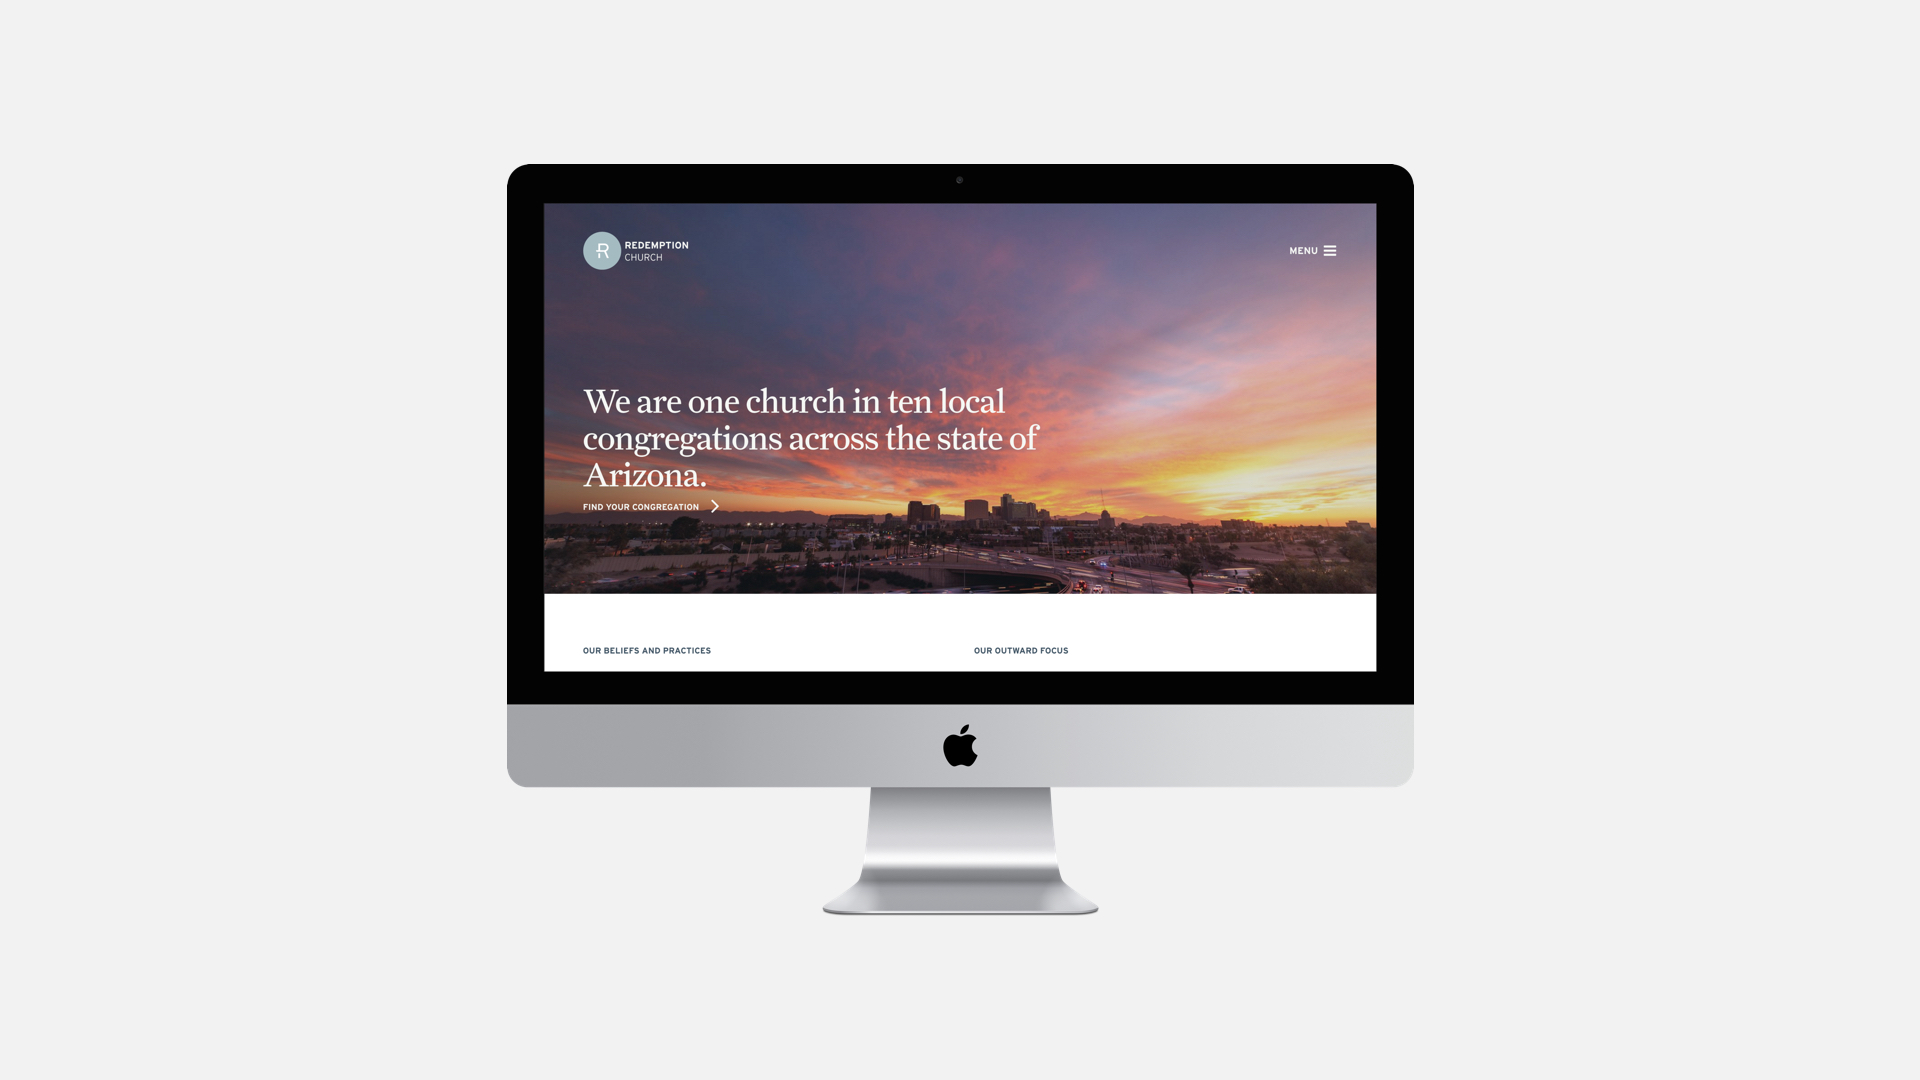 R
REDEMPTION
CHURCH
MENU
We are one church in ten local
congregations across the state of
Arizona.
FIND YOUR CONGREGATION
OUR BELIEFS AND PRACTICES
OUR OUTWARD FOCUS